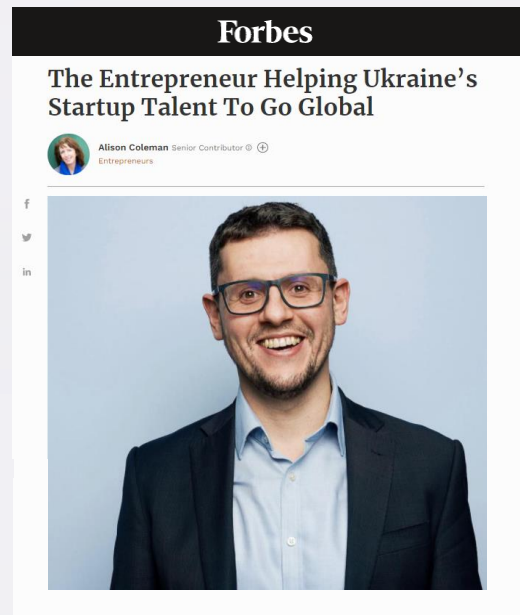 Forbes
The Entrepreneur Helping Ukraine’s
Startup Talent To Go Global
Alison Coleman Senior Contributor
Entrepreneurs
f
in